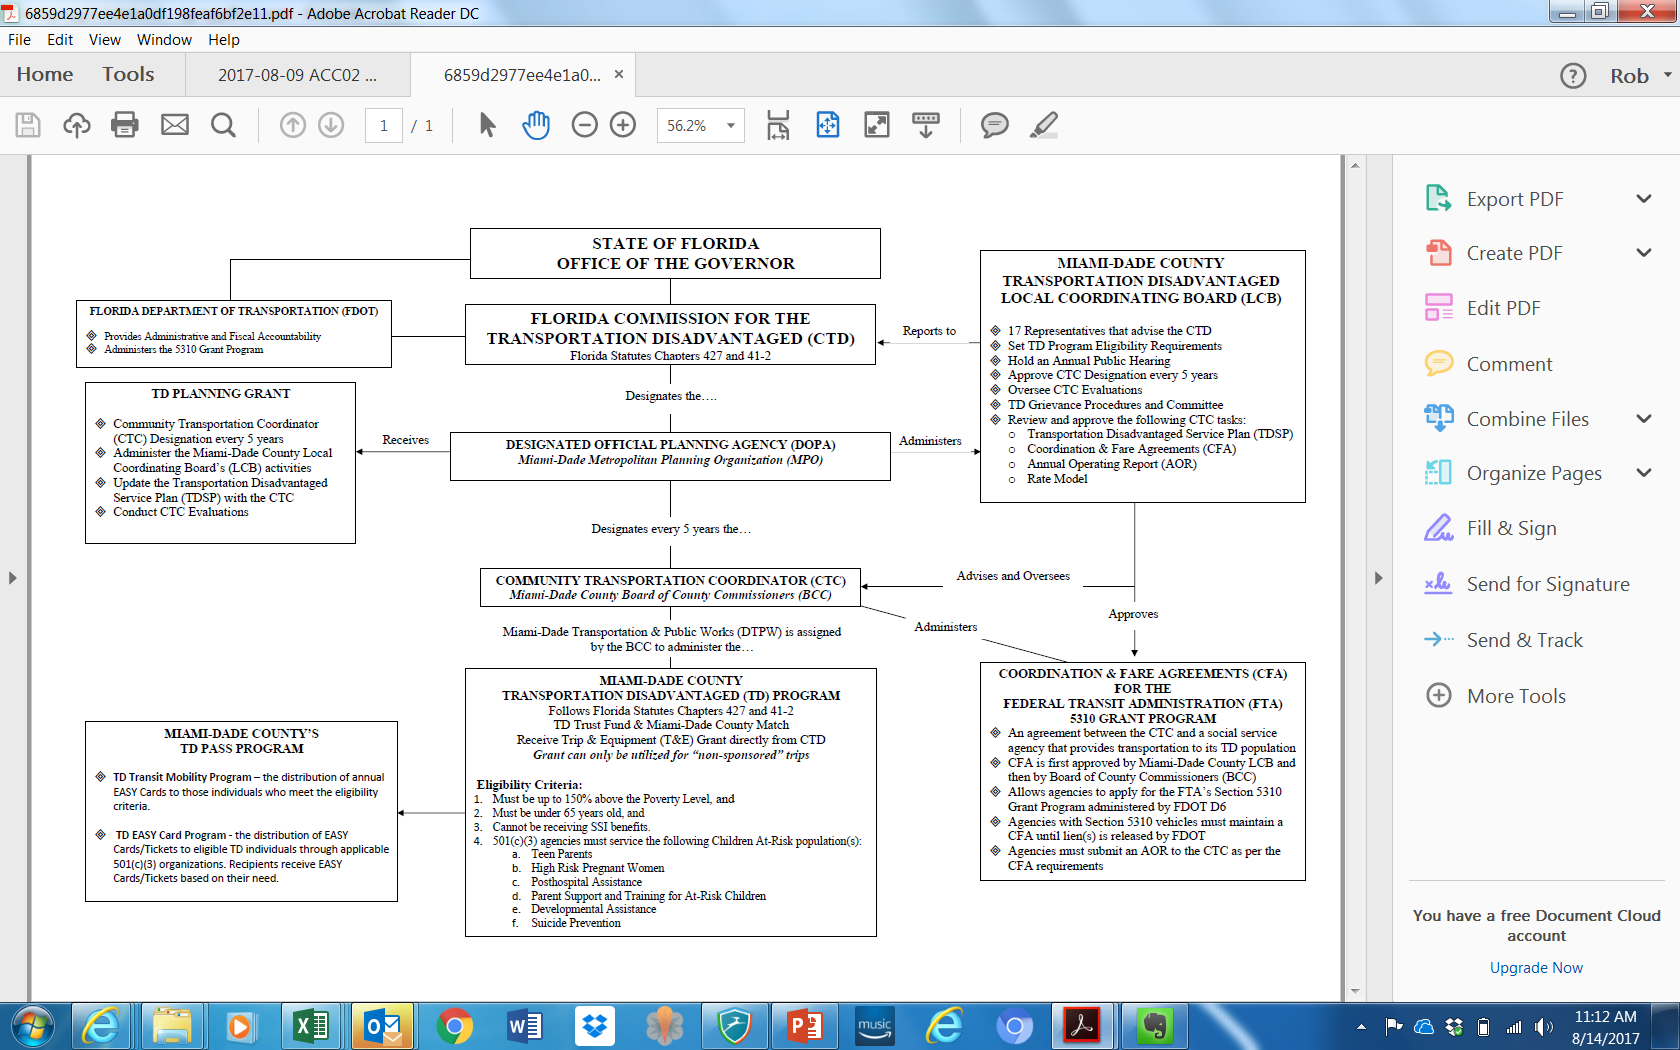 6859d2977ee4e1a0df198feaf6bf2e11.pdf - Adobe Acrobat Reader DC
File Edit View Window Help
Home Tools 2017-08-09 ACC02 ... 6859d2977ee4e1a0... × ? Rob
1 / 1 56.2%
STATE OF FLORIDA
OFFICE OF THE GOVERNOR
FLORIDA DEPARTMENT OF TRANSPORTATION (FDOT)
Provides Administrative and Fiscal Accountability
Administers the 5310 Grant Program
FLORIDA COMMISSION FOR THE
TRANSPORTATION DISADVANTAGED (CTD)
Florida Statutes Chapters 427 and 41-2
Reports to
MIAMI-DADE COUNTY
TRANSPORTATION DISADVANTAGED
LOCAL COORDINATING BOARD (LCB)
17 Representatives that advise the CTD
Set TD Program Eligibility Requirements
Hold an Annual Public Hearing
Approve CTC Designation every 5 years
Oversee CTC Evaluations
TD Grievance Procedures and Committee
Review and approve the following CTC tasks:
o Transportation Disadvantaged Service Plan (TDSP)
o Coordination & Fare Agreements (CFA)
o Annual Operating Report (AOR)
o Rate Model
Designates the….
TD PLANNING GRANT
Community Transportation Coordinator
(CTC) Designation every 5 years
Administer the Miami-Dade County Local
Coordinating Board's (LCB) activities
Update the Transportation Disadvantaged
Service Plan (TDSP) with the CTC
Conduct CTC Evaluations
Receives
DESIGNATED OFFICIAL PLANNING AGENCY (DOPA)
Miami-Dade Metropolitan Planning Organization (MPO)
Administers
Designates every 5 years the…
COMMUNITY TRANSPORTATION COORDINATOR (CTC)
Miami-Dade County Board of County Commissioners (BCC)
Advises and Oversees
Approves
Administers
Miami-Dade Transportation & Public Works (DTPW) is assigned
by the BCC to administer the…
MIAMI-DADE COUNTY
TRANSPORTATION DISADVANTAGED (TD) PROGRAM
Follows Florida Statutes Chapters 427 and 41-2
TD Trust Fund & Miami-Dade County Match
Receive Trip & Equipment (T&E) Grant directly from CTD
Grant can only be utilized for “non-sponsored” trips
Eligibility Criteria:
1. Must be up to 150% above the Poverty Level, and
2. Must be under 65 years old, and
3. Cannot be receiving SSI benefits.
4. 501(c)(3) agencies must service the following Children At-Risk population(s):
a. Teen Parents
b. High Risk Pregnant Women
c. Posthospital Assistance
d. Parent Support and Training for At-Risk Children
e. Developmental Assistance
f. Suicide Prevention
MIAMI-DADE COUNTY'S
TD PASS PROGRAM
TD Transit Mobility Program – the distribution of annual
EASY Cards to those individuals who meet the eligibility
criteria.
TD EASY Card Program - the distribution of EASY
Cards/Tickets to eligible TD individuals through applicable
501(c)(3) organizations. Recipients receive EASY
Cards/Tickets based on their need.
COORDINATION & FARE AGREEMENTS (CFA)
FOR THE
FEDERAL TRANSIT ADMINISTRATION (FTA)
5310 GRANT PROGRAM
An agreement between the CTC and a social service
agency that provides transportation to its TD population
CFA is first approved by Miami-Dade County LCB and
then by Board of County Commissioners (BCC)
Allows agencies to apply for the FTA's Section 5310
Grant Program administered by FDOT D6
Agencies with Section 5310 vehicles must maintain a
CFA until lien(s) is released by FDOT
Agencies must submit an AOR to the CTC as per the
CFA requirements
Export PDF
Create PDF
Edit PDF
Comment
Combine Files
Organize Pages
Fill & Sign
Send for Signature
Send & Track
More Tools
You have a free Document Cloud
account
Upgrade Now
music
11:12 AM
8/14/2017